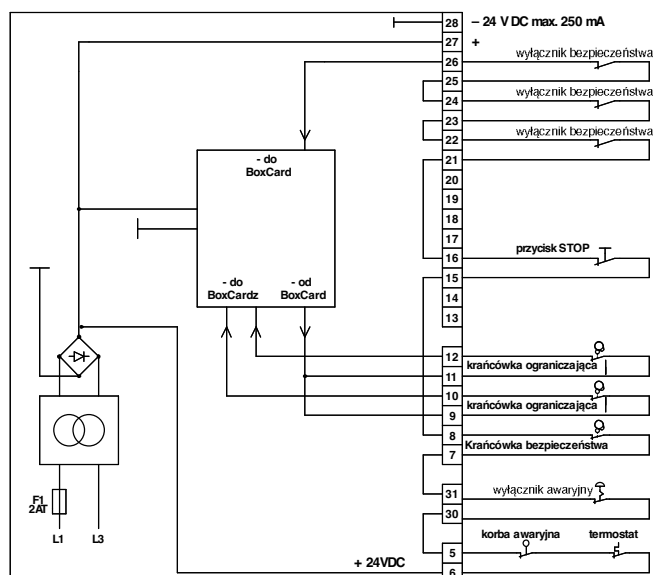 28 – 24 V DC max. 250 mA
27 +
wyłącznik bezpieczeństwa
26
25
wyłącznik bezpieczeństwa
24
23
wyłącznik bezpieczeństwa
22
21
20
19
18
17
przycisk STOP
16
15
14
13
- do
BoxCard
- do
BoxCardz
- od
BoxCard
12
krańcówka ograniczająca
11
10
krańcówka ograniczająca
9
8
Krańcówka bezpieczeństwa
7
31
wyłącznik awaryjny
30
korba awaryjna
termostat
5
+ 24VDC
6
F1
2AT
L1
L3